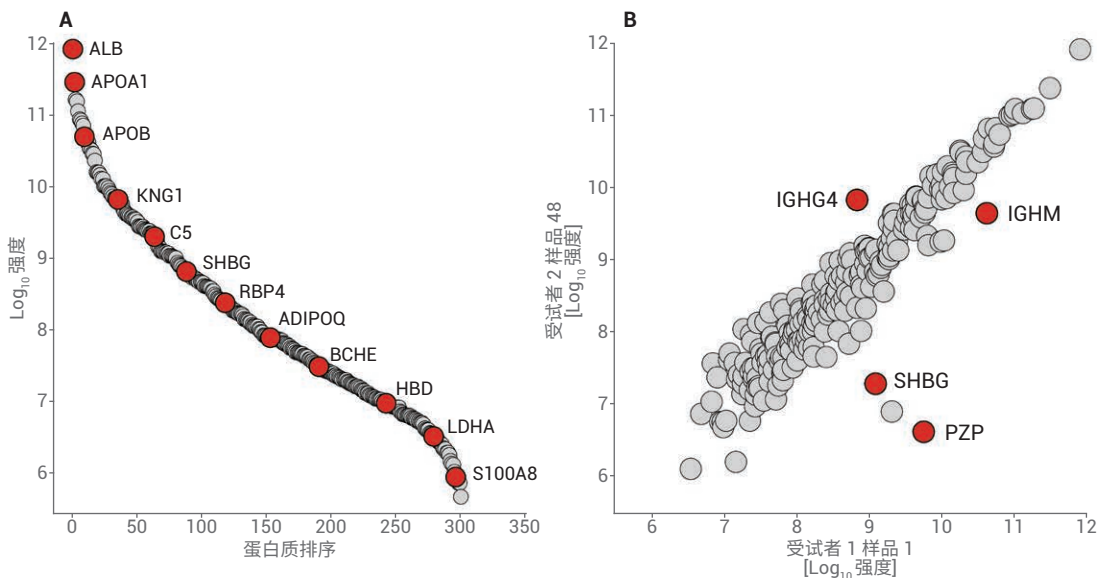 A
12
11
10
9
8
7
6
Log₁₀ 强度
ALB
APOA1
APOB
KNG1
C5
SHBG
RBP4
ADIPOQ
BCHE
HBD
LDHA
S100A8
0 50 100 150 200 250 300 350
蛋白质排序
B
12
11
10
9
8
7
6
受试者 2 样品 48
[Log₁₀ 强度]
IGHG4
IGHM
SHBG
PZP
6 7 8 9 10 11 12
受试者 1 样品 1
[Log₁₀ 强度]